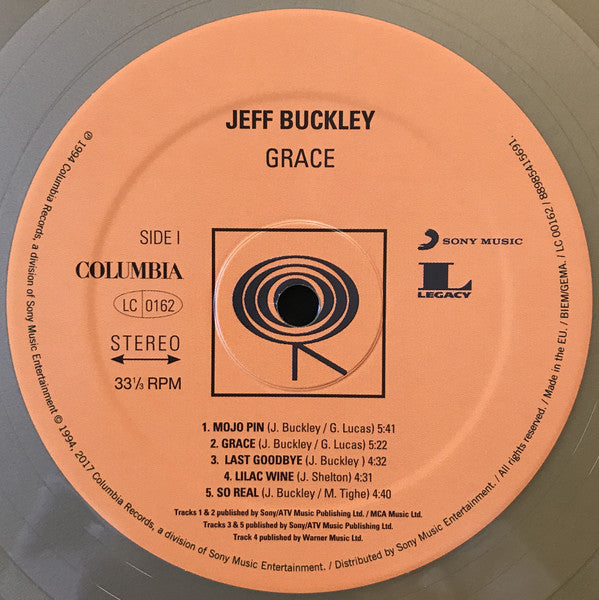 JEFF BUCKLEY
GRACE
SIDE I
COLUMBIA
LC 0162
STEREO
33 1/3 RPM
SONY MUSIC
L
LEGACY
1. MOJO PIN (J. Buckley / G. Lucas) 5:41
2. GRACE (J. Buckley / G. Lucas) 5:22
3. LAST GOODBYE (J. Buckley ) 4:32
4. LILAC WINE (J. Shelton) 4:31
5. SO REAL (J. Buckley / M. Tighe) 4:40
Tracks 1 & 2 published by Sony/ATV Music Publishing Ltd. / MCA Music Ltd.
Tracks 3 & 5 published by Sony/ATV Music Publishing Ltd.
Track 4 published by Warner Music Ltd.
℗ 1994 Columbia Records, a division of Sony Music Entertainment © 1994, 2017 Columbia Records, a division of Sony Music Entertainment. / Distributed by Sony Music Entertainment. / All rights reserved. / Made in the EU. / BIEM/GEMA. / LC 00162 / 88985415691.